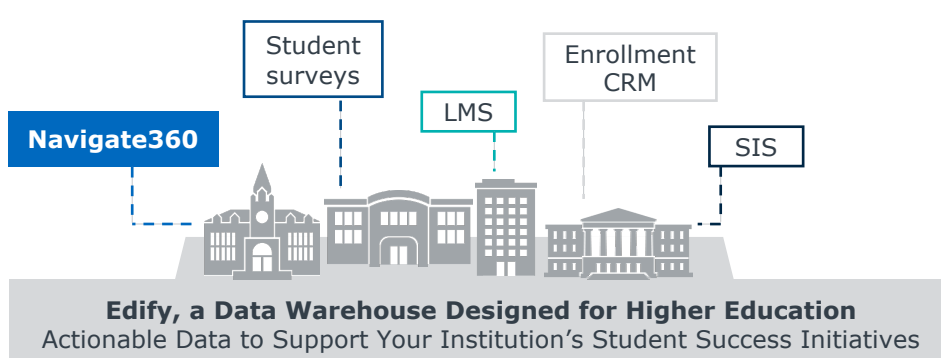 Student
surveys
Enrollment
CRM
LMS
Navigate360
SIS
Edify, a Data Warehouse Designed for Higher Education
Actionable Data to Support Your Institution’s Student Success Initiatives